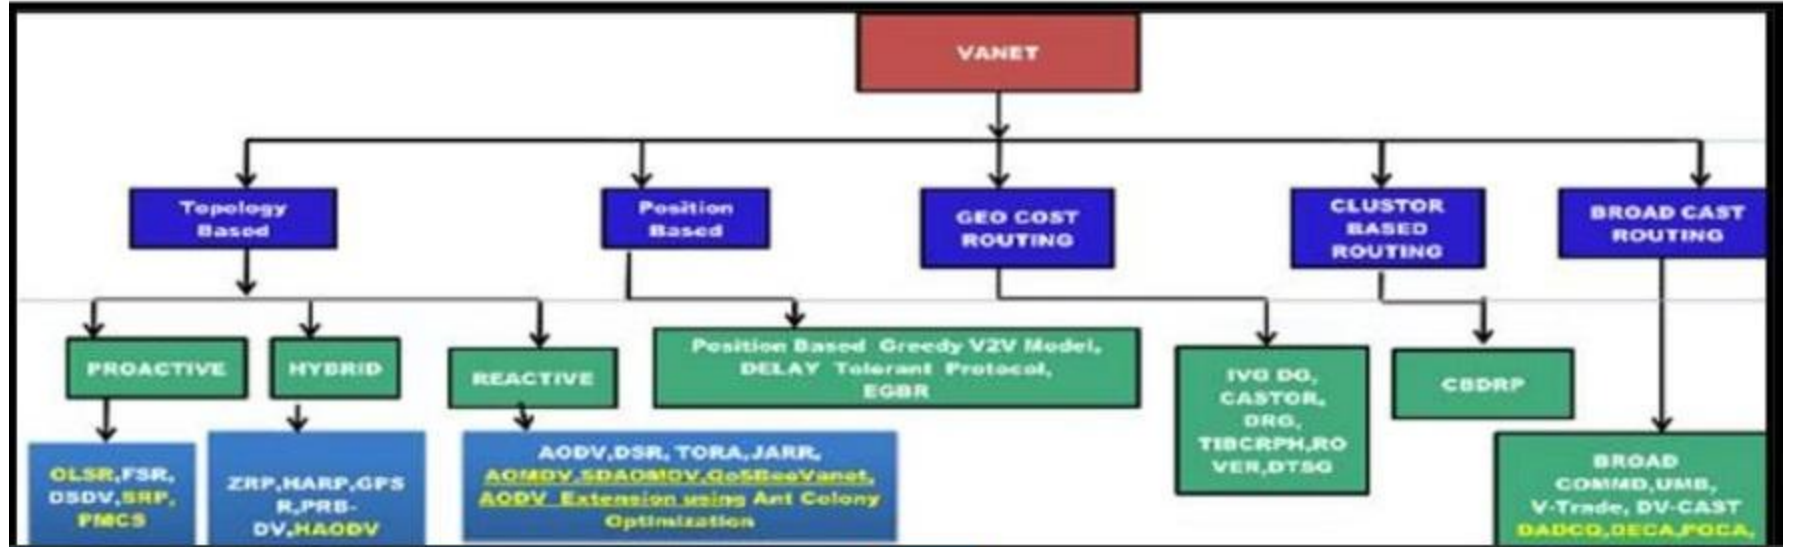 VANET
Topology
Based
Position
Based
GEO COST
ROUTING
CLUSTOR
BASED
ROUTING
BROAD CAST
ROUTING
PROACTIVE
HYBRID
REACTIVE
Position Based Greedy V2V Model,
DELAY Tolerant Protocol,
EGBR
IVG DG,
CASTOR,
DRG,
TIBCRPH,RO
VER,DTSG
CBDRP
OLSR,FSR,
DSDV,SRP,
PMCS
ZRP,HARP,GPS
R,PRB-
DV,HAODV
AODV,DSR, TORA,JARR,
AOMDV,SDAOMDV,QoSBeeVanet,
AODV Extension using Ant Colony
Optimization
BROAD
COMMD,UMB,
V-Trade, DV-CAST
DADCQ,DECA,PGCA,